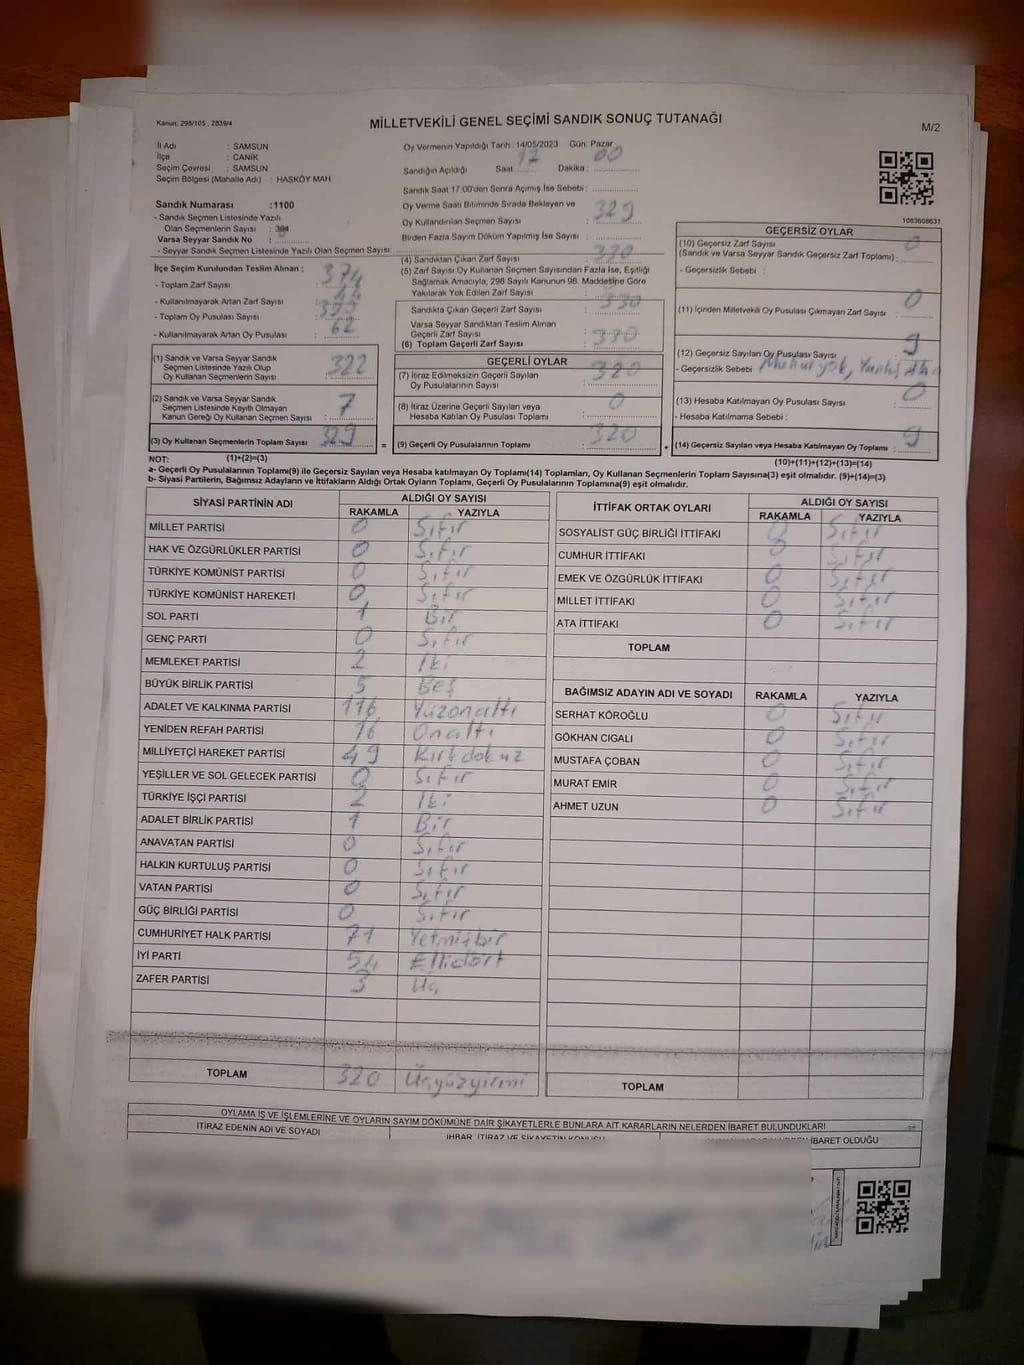 Kanun: 298/105 , 2839/4
MİLLETVEKİLİ GENEL SEÇİMİ SANDIK SONUÇ TUTANAĞI
M/2
İl Adı : SAMSUN
İlçe : CANİK
Seçim Çevresi : SAMSUN
Seçim Bölgesi (Mahalle Adı) : HASKÖY MAH.
Sandık Numarası :1100
- Sandık Seçmen Listesinde Yazılı
Olan Seçmenlerin Sayısı :
Varsa Seyyar Sandık No :
- Seyyar Sandık Seçmen Listesinde Yazılı Olan Seçmen Sayısı :
Oy Vermenin Yapıldığı Tarih :14/05/2023 Gün: Pazar
Sandığın Açıldığı Saat 17 Dakika : 00
Sandık Saat 17.00'den Sonra Açılmış İse Sebebi :
Oy Verme Saati Bitiminde Sırada Bekleyen ve
Oy Kullandırılan Seçmen Sayısı : 329
Birden Fazla Sayım Döküm Yapılmış İse Sayısı :
1083608631
İlçe Seçim Kurulundan Teslim Alınan :
- Toplam Zarf Sayısı : 374
- Kullanılmayarak Artan Zarf Sayısı : 44
- Toplam Oy Pusulası Sayısı :
- Kullanılmayarak Artan Oy Pusulası : 62
(4) Sandıktan Çıkan Zarf Sayısı : 330
(5) Zarf Sayısı Oy Kullanan Seçmen Sayısından Fazla İse, Eşitliği
Sağlamak Amacıyla, 298 Sayılı Kanunun 98. Maddesine Göre
Yakılarak Yok Edilen Zarf Sayısı :
Sandıkta Çıkan Geçerli Zarf Sayısı : 330
Varsa Seyyar Sandıktan Teslim Alınan
Geçerli Zarf Sayısı :
(6) Toplam Geçerli Zarf Sayısı : 330
GEÇERSİZ OYLAR
(10) Geçersiz Zarf Sayısı 0
(Sandık ve Varsa Seyyar Sandık Geçersiz Zarf Toplamı) :
- Geçersizlik Sebebi :
(11) İçinden Milletvekili Oy Pusulası Çıkmayan Zarf Sayısı : 0
(12) Geçersiz Sayılan Oy Pusulası Sayısı 9
- Geçersizlik Sebebi : Mühür yok, Yanlış
(13) Hesaba Katılmayan Oy Pusulası Sayısı : 0
- Hesaba Katılmama Sebebi :
(14) Geçersiz Sayılan veya Hesaba Katılmayan Oy Toplamı : 9
(10)+(11)+(12)+(13)=(14)
(1) Sandık ve Varsa Seyyar Sandık
Seçmen Listesinde Yazılı Olup
Oy Kullanan Seçmenlerin Sayısı : 322
(2) Sandık ve Varsa Seyyar Sandık
Seçmen Listesinde Kayıtlı Olmayan
Kanun Gereği Oy Kullanan Seçmen Sayısı : 7
(3) Oy Kullanan Seçmenlerin Toplam Sayısı : 329 =
(1)+(2)=(3)
GEÇERLİ OYLAR
(7) İtiraz Edilmeksizin Geçerli Sayılan
Oy Pusulalarının Sayısı : 320
(8) İtiraz Üzerine Geçerli Sayılan veya
Hesaba Katılan Oy Pusulası Toplamı : 0
(9) Geçerli Oy Pusulalarının Toplamı : 320 +
NOT:
a- Geçerli Oy Pusulalarının Toplamı(9) ile Geçersiz Sayılan veya Hesaba katılmayan Oy Toplamı(14) Toplamları, Oy Kullanan Seçmenlerin Toplam Sayısına(3) eşit olmalıdır. (9)+(14)=(3)
b- Siyasi Partilerin, Bağımsız Adayların ve İttifakların Aldığı Ortak Oyların Toplamı, Geçerli Oy Pusulalarının Toplamına(9) eşit olmalıdır.
SİYASİ PARTİNİN ADI ALDIĞI OY SAYISI
RAKAMLA YAZIYLA
MİLLET PARTİSİ 0 Sıfır
HAK VE ÖZGÜRLÜKLER PARTİSİ 0 Sıfır
TÜRKİYE KOMÜNİST PARTİSİ 0 Sıfır
TÜRKİYE KOMÜNİST HAREKETİ 0 Sıfır
SOL PARTİ 1 Bir
GENÇ PARTİ 0 Sıfır
MEMLEKET PARTİSİ 2 İki
BÜYÜK BİRLİK PARTİSİ 5 Beş
ADALET VE KALKINMA PARTİSİ 116 Yüzonaltı
YENİDEN REFAH PARTİSİ 16 Onaltı
MİLLİYETÇİ HAREKET PARTİSİ 49 Kırkdokuz
YEŞİLLER VE SOL GELECEK PARTİSİ 0 Sıfır
TÜRKİYE İŞÇİ PARTİSİ 2 İki
ADALET BİRLİK PARTİSİ 1 Bir
ANAVATAN PARTİSİ 0 Sıfır
HALKIN KURTULUŞ PARTİSİ 0 Sıfır
VATAN PARTİSİ 0 Sıfır
GÜÇ BİRLİĞİ PARTİSİ 0 Sıfır
CUMHURİYET HALK PARTİSİ 71 Yetmişbir
İYİ PARTİ 54 Ellidört
ZAFER PARTİSİ 3 Üç
TOPLAM 320 Üçyüzyirmi
İTTİFAK ORTAK OYLARI ALDIĞI OY SAYISI
RAKAMLA YAZIYLA
SOSYALİST GÜÇ BİRLİĞİ İTTİFAKI 0 Sıfır
CUMHUR İTTİFAKI 0 Sıfır
EMEK VE ÖZGÜRLÜK İTTİFAKI 0 Sıfır
MİLLET İTTİFAKI 0 Sıfır
ATA İTTİFAKI 0 Sıfır
TOPLAM
BAĞIMSIZ ADAYIN ADI VE SOYADI RAKAMLA YAZIYLA
SERHAT KÖROĞLU 0 Sıfır
GÖKHAN CIGALI 0 Sıfır
MUSTAFA ÇOBAN 0 Sıfır
MURAT EMİR 0 Sıfır
AHMET UZUN 0 Sıfır
TOPLAM
OYLAMA İŞ VE İŞLEMLERİNE VE OYLARIN SAYIM DÖKÜMÜNE DAİR ŞİKAYETLERLE BUNLARA AİT KARARLARIN NELERDEN İBARET BULUNDUKLARI
İTİRAZ EDENİN ADI VE SOYADI İHBAR, İTİRAZ VE ŞİKAYETİN KONUSU İBARET OLDUĞU